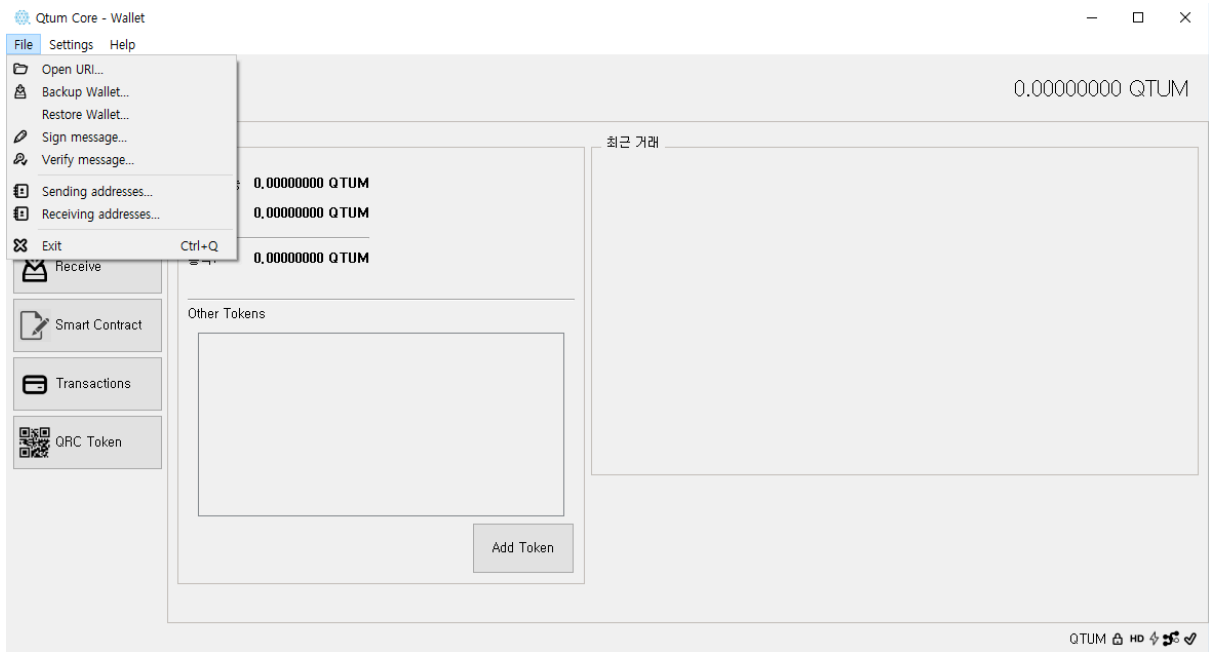 Qtum Core - Wallet
File Settings Help
Open URI...
Backup Wallet...
Restore Wallet...
Sign message...
Verify message...
Sending addresses...
Receiving addresses...
Exit Ctrl+Q
0.00000000 QTUM
최근 거래
0.00000000 QTUM
0.00000000 QTUM
0.00000000 QTUM
Receive
Smart Contract
Transactions
QRC Token
Other Tokens
Add Token
QTUM HD